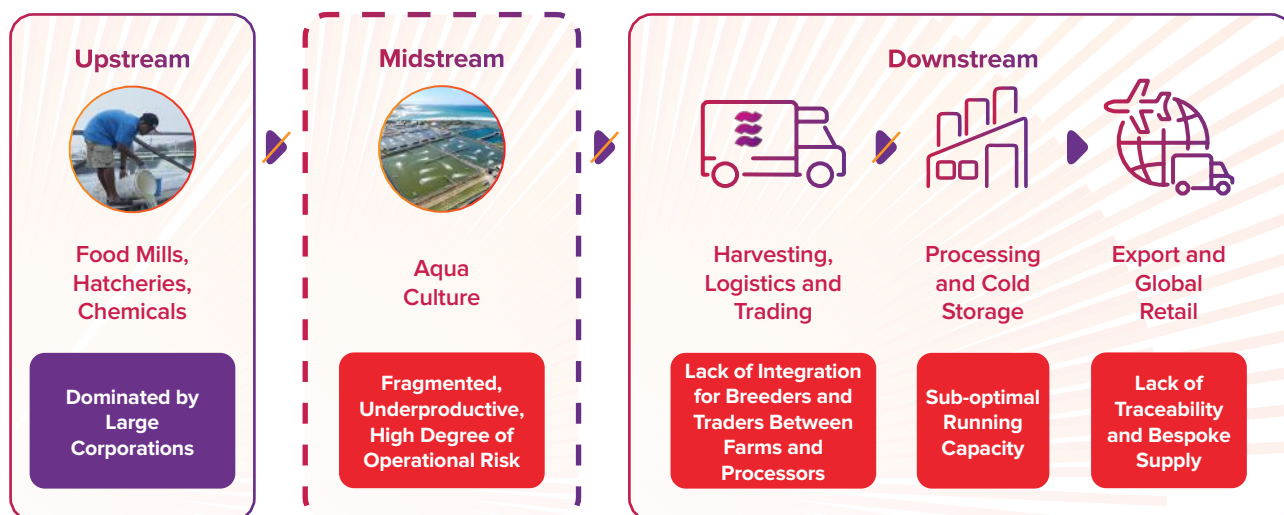 Upstream
Food Mills,
Hatcheries,
Chemicals
Dominated by
Large
Corporations
Midstream
Aqua
Culture
Fragmented,
Underproductive,
High Degree of
Operational Risk
Downstream
Harvesting,
Logistics and
Trading
Lack of Integration
for Breeders and
Traders Between
Farms and
Processors
Processing
and Cold
Storage
Sub-optimal
Running
Capacity
Export and
Global
Retail
Lack of
Traceability
and Bespoke
Supply